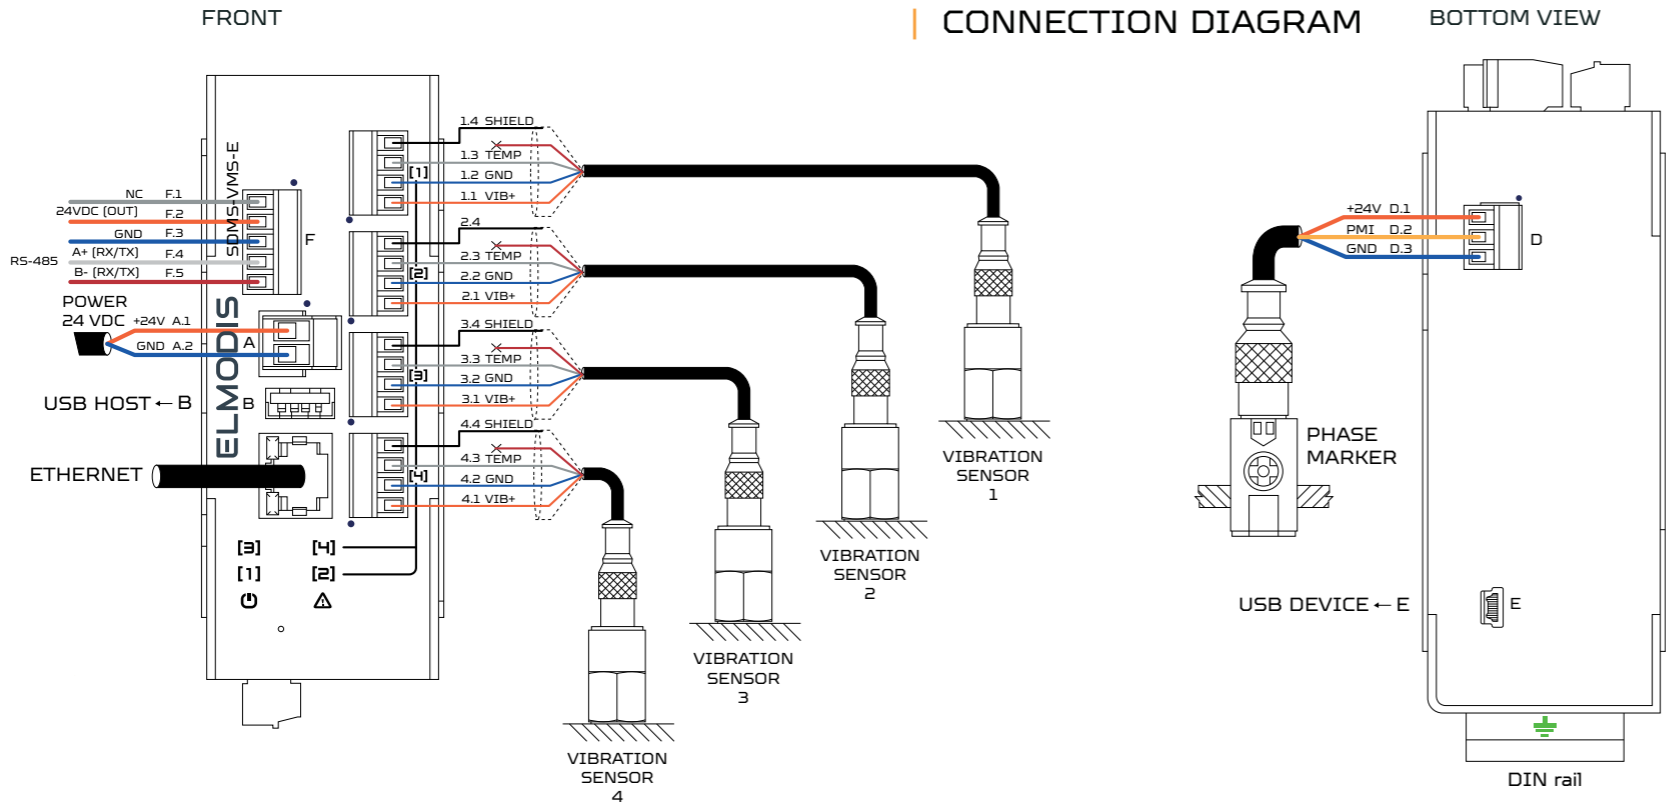 FRONT
CONNECTION DIAGRAM
BOTTOM VIEW
SDMS-VMS-E
ELMODIS
NC F.1
24VDC (OUT) F.2
GND F.3
RS-485
A+ (RX/TX) F.4
B- (RX/TX) F.5
F
POWER
24 VDC
+24V A.1
GND A.2
A
USB HOST ← B
B
ETHERNET
[3] [4]
[1] [2]
1.4 SHIELD
1.3 TEMP
[1]
1.2 GND
1.1 VIB+
2.4
2.3 TEMP
[2]
2.2 GND
2.1 VIB+
3.4 SHIELD
3.3 TEMP
[3]
3.2 GND
3.1 VIB+
4.4 SHIELD
4.3 TEMP
[4]
4.2 GND
4.1 VIB+
VIBRATION
SENSOR
1
VIBRATION
SENSOR
2
VIBRATION
SENSOR
3
VIBRATION
SENSOR
4
+24V D.1
PMI D.2
GND D.3
D
PHASE
MARKER
USB DEVICE ← E
E
DIN rail